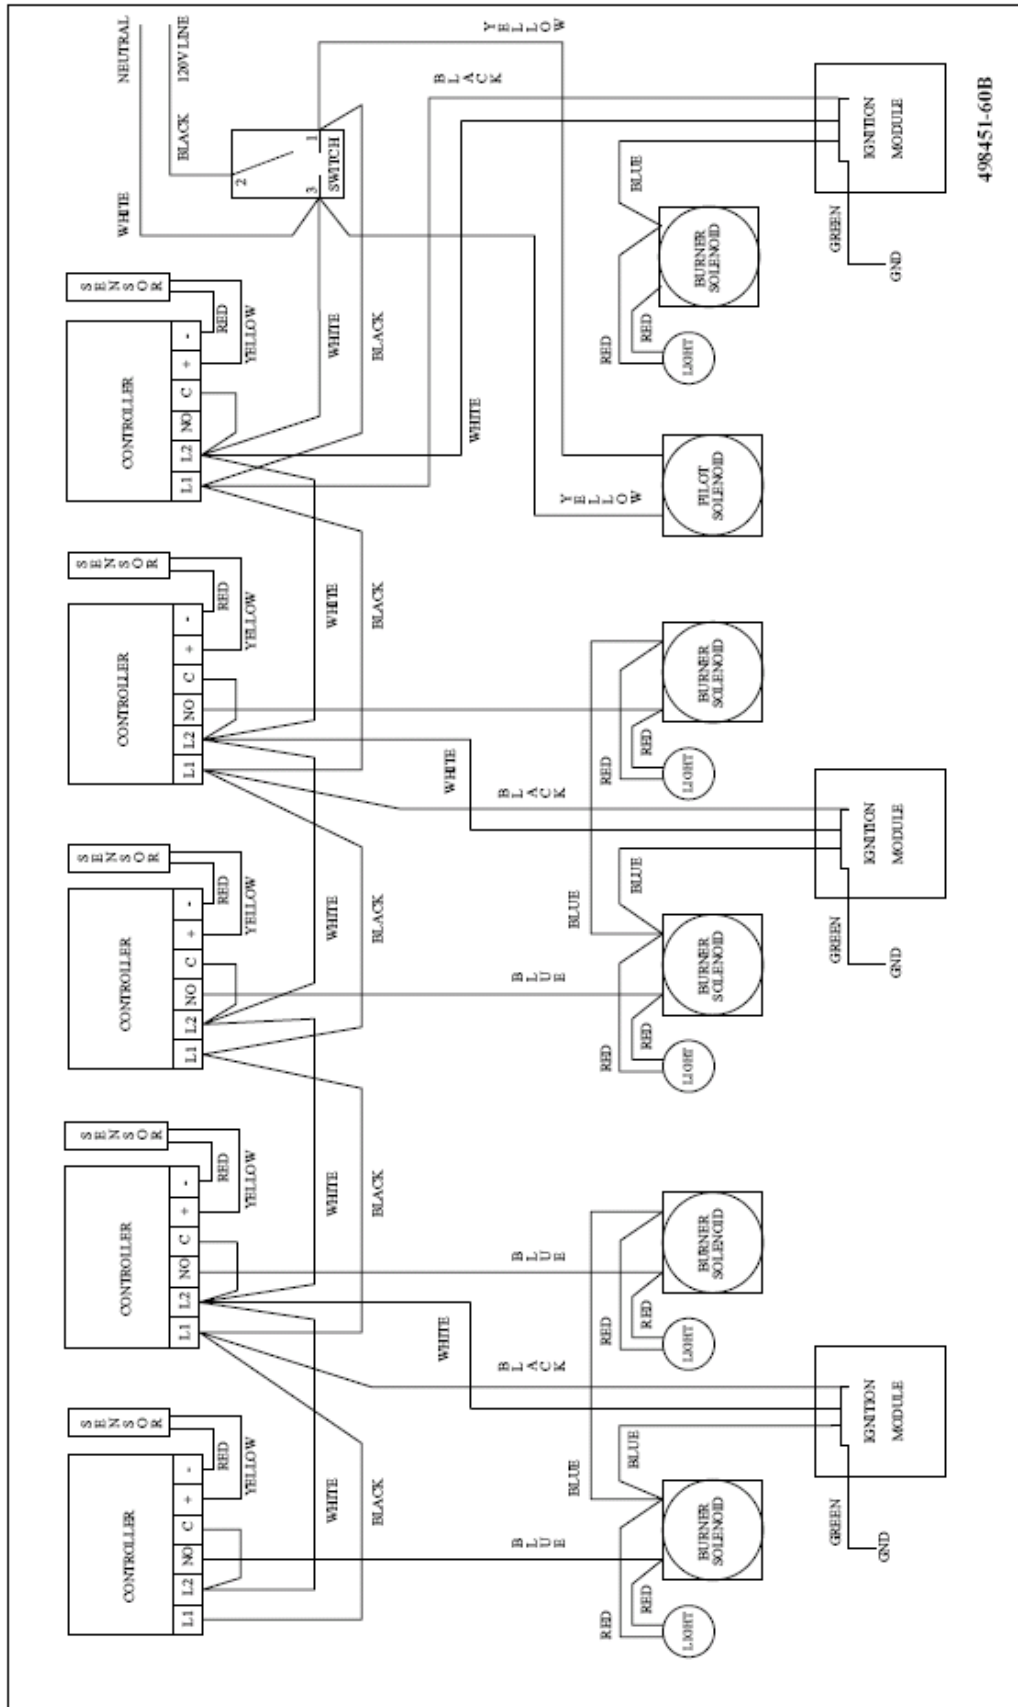 CONTROLLER
L1 L2 NO C + -
SENSOR
RED
YELLOW
CONTROLLER
L1 L2 NO C + -
SENSOR
RED
YELLOW
CONTROLLER
L1 L2 NO C + -
SENSOR
RED
YELLOW
CONTROLLER
L1 L2 NO C + -
SENSOR
RED
YELLOW
CONTROLLER
L1 L2 NO C + -
SENSOR
RED
YELLOW
WHITE
NEUTRAL
BLACK
120V LINE
2
3
1
SWITCH
WHITE
WHITE
WHITE
WHITE
WHITE
BLACK
BLACK
BLACK
BLACK
BLACK
WHITE
BLACK
WHITE
BLACK
WHITE
BLACK
YELLOW
BLUE
BLUE
BLUE
YELLOW
BLUE
BLUE
RED
RED
LIGHT
BURNER
SOLENOID
BLUE
RED
RED
LIGHT
BURNER
SOLENOID
RED
RED
LIGHT
BURNER
SOLENOID
BLUE
RED
RED
LIGHT
BURNER
SOLENOID
PILOT
SOLENOID
RED
RED
LIGHT
BURNER
SOLENOID
BLUE
GREEN
GND
IGNITION
MODULE
GREEN
GND
IGNITION
MODULE
GREEN
GND
IGNITION
MODULE
498451-60B